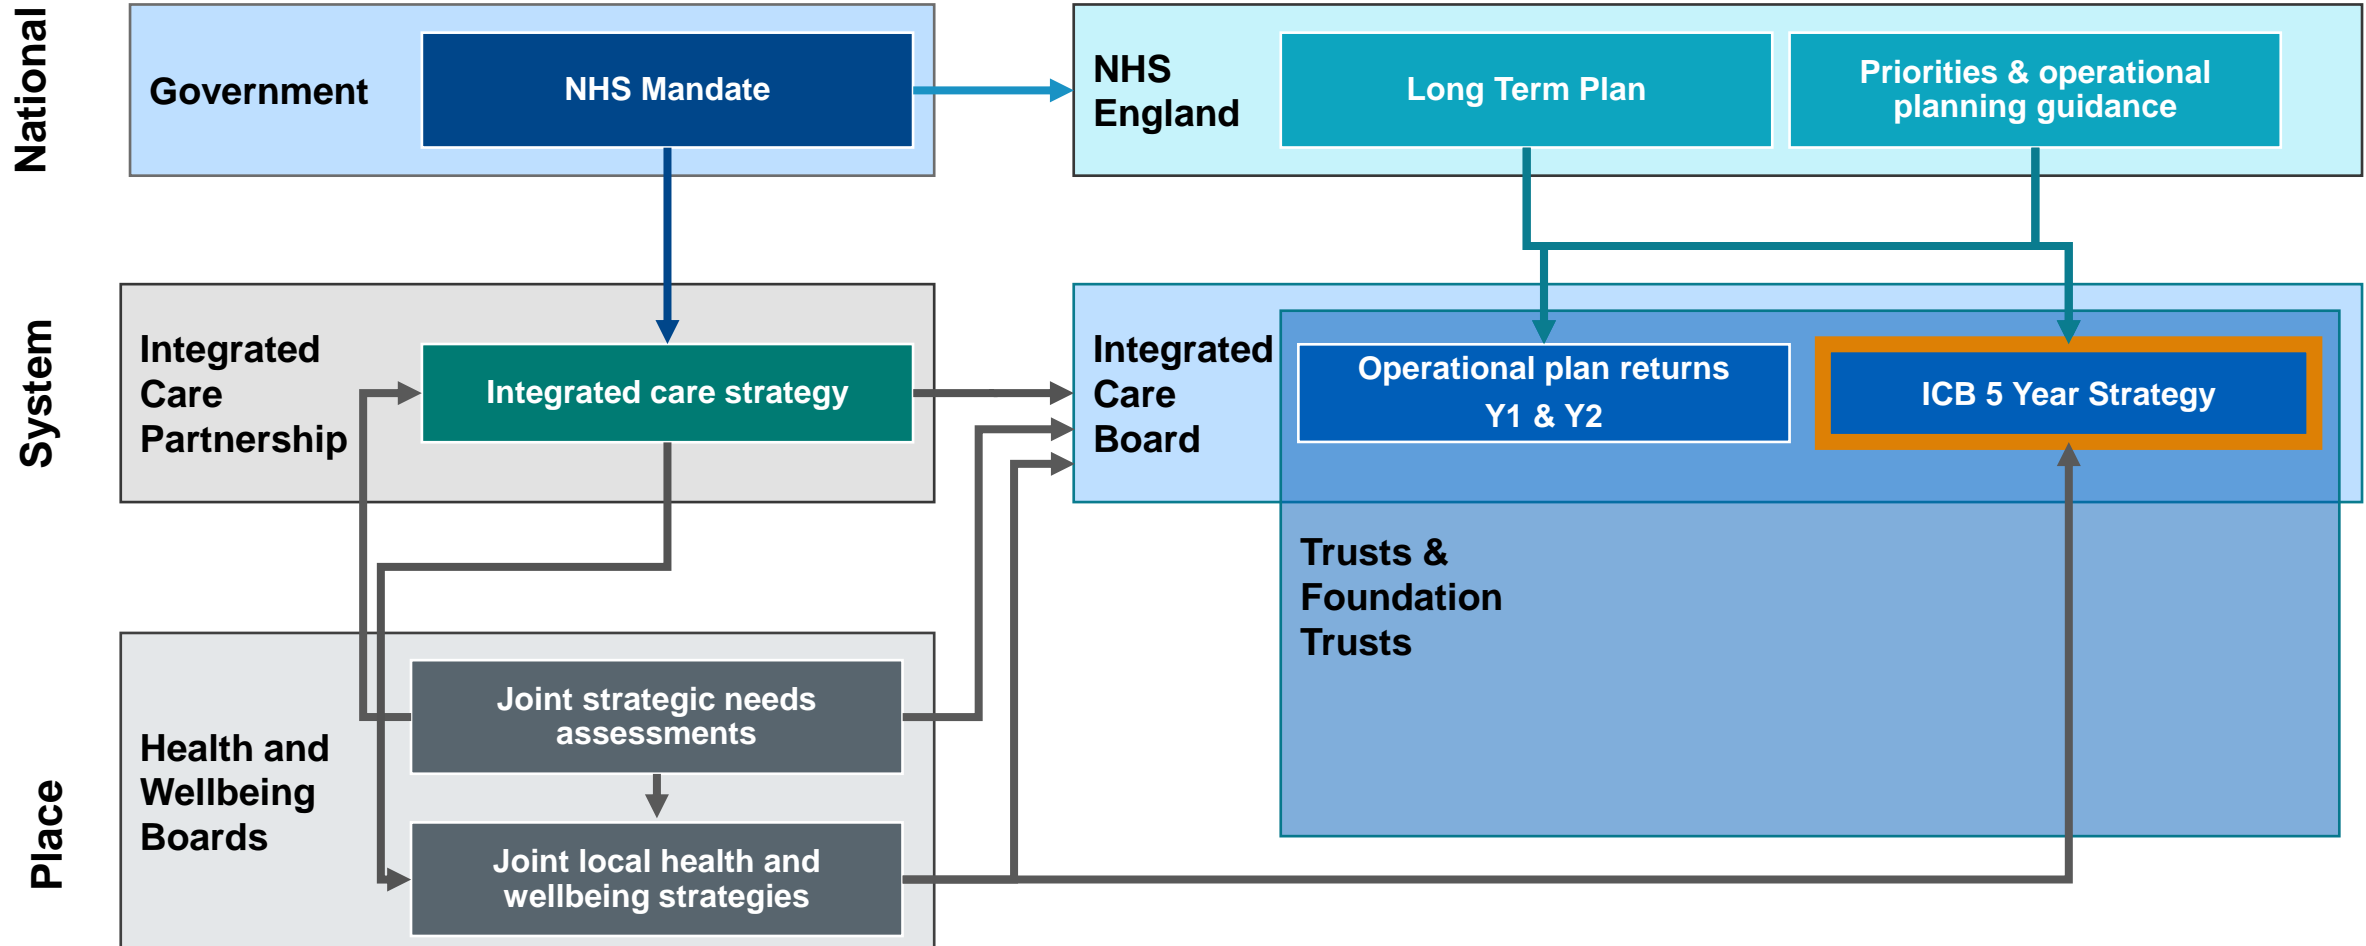 National
Government
NHS Mandate
NHS
England
Long Term Plan
Priorities & operational
planning guidance
System
Integrated
Care
Partnership
Integrated care strategy
Integrated
Care
Board
Operational plan returns
Y1 & Y2
ICB 5 Year Strategy
Trusts &
Foundation
Trusts
Place
Health and
Wellbeing
Boards
Joint strategic needs
assessments
Joint local health and
wellbeing strategies